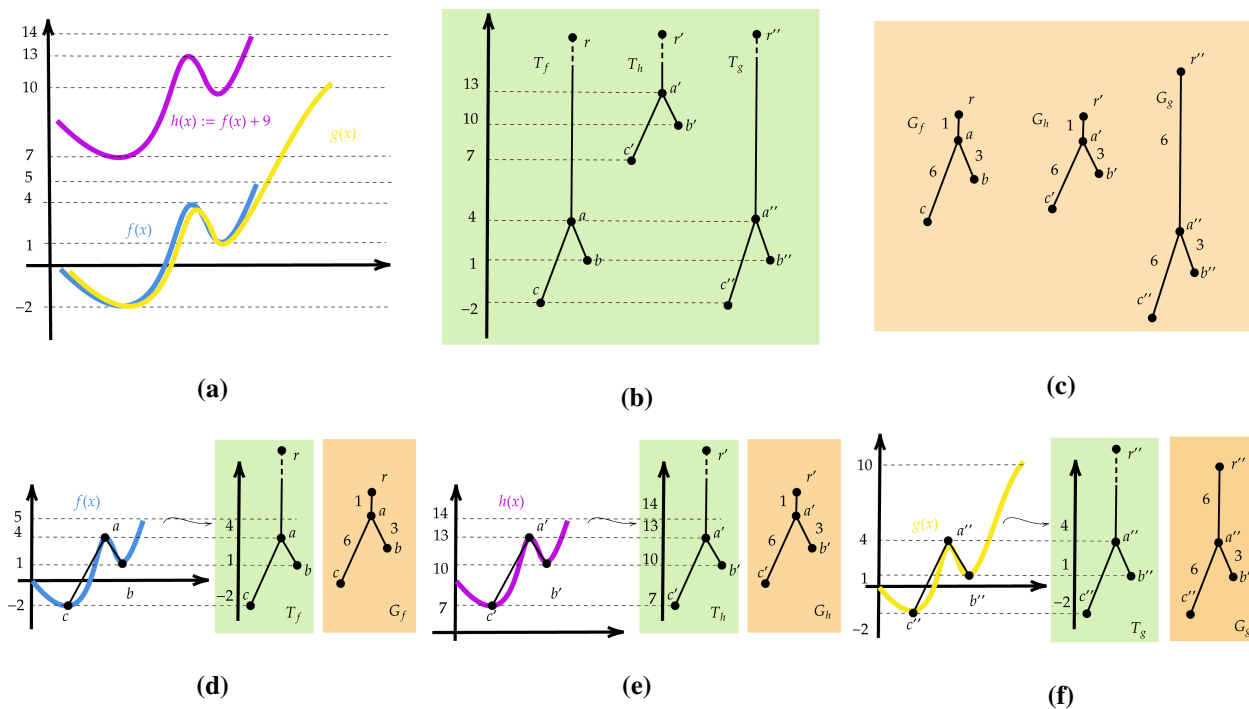 14
13
10
7
5
4
1
−2
h(x) := f(x) + 9
g(x)
f(x)
(a)
13
10
7
4
1
−2
r
T_f
a
b
c
r′
T_h
a′
b′
c′
r′′
T_g
a′′
b′′
c′′
(b)
G_f
r
1
a
6
3
b
c
G_h
r′
1
a′
6
3
b′
c′
r′′
G_g
6
a′′
6
3
b′′
c′′
(c)
5
4
1
−2
f(x)
a
b
c
4
1
−2
r
a
b
c
T_f
r
1
a
6
3
b
c
G_f
(d)
14
13
10
7
h(x)
a′
b′
c′
14
13
10
7
r′
a′
b′
c′
T_h
r′
1
a′
6
3
b′
c′
G_h
(e)
10
4
1
−2
g(x)
a′′
b′′
c′′
4
1
−2
r′′
a′′
b′′
c′′
T_g
r′′
6
a′′
6
3
b′′
c′′
G_g
(f)